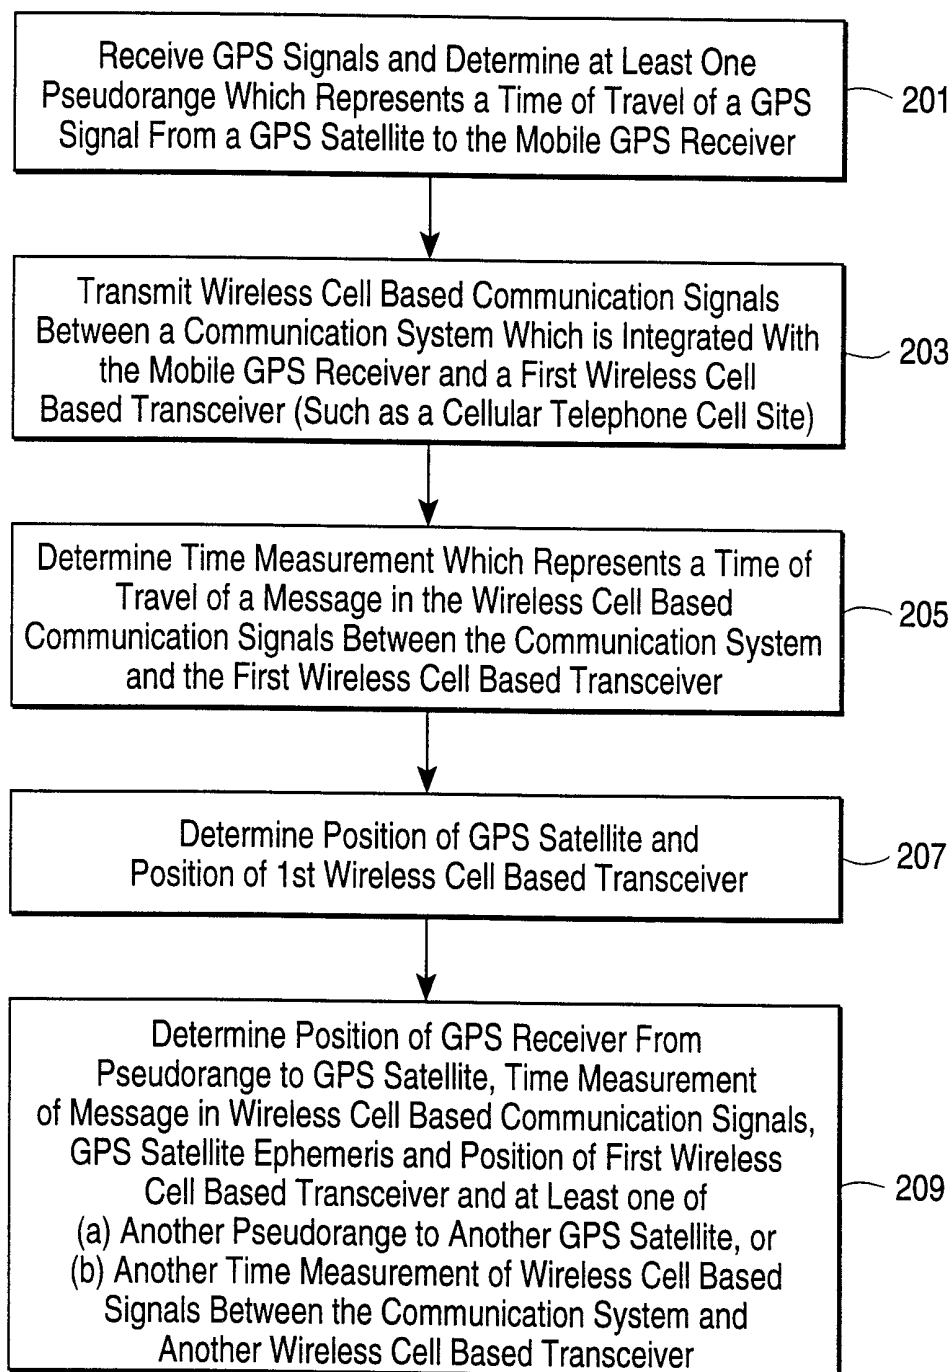 Receive GPS Signals and Determine at Least One
Pseudorange Which Represents a Time of Travel of a GPS
Signal From a GPS Satellite to the Mobile GPS Receiver
201
Transmit Wireless Cell Based Communication Signals
Between a Communication System Which is Integrated With
the Mobile GPS Receiver and a First Wireless Cell
Based Transceiver (Such as a Cellular Telephone Cell Site)
203
Determine Time Measurement Which Represents a Time of
Travel of a Message in the Wireless Cell Based
Communication Signals Between the Communication System
and the First Wireless Cell Based Transceiver
205
Determine Position of GPS Satellite and
Position of 1st Wireless Cell Based Transceiver
207
Determine Position of GPS Receiver From
Pseudorange to GPS Satellite, Time Measurement
of Message in Wireless Cell Based Communication Signals,
GPS Satellite Ephemeris and Position of First Wireless
Cell Based Transceiver and at Least one of
(a) Another Pseudorange to Another GPS Satellite, or
(b) Another Time Measurement of Wireless Cell Based
Signals Between the Communication System and
Another Wireless Cell Based Transceiver
209